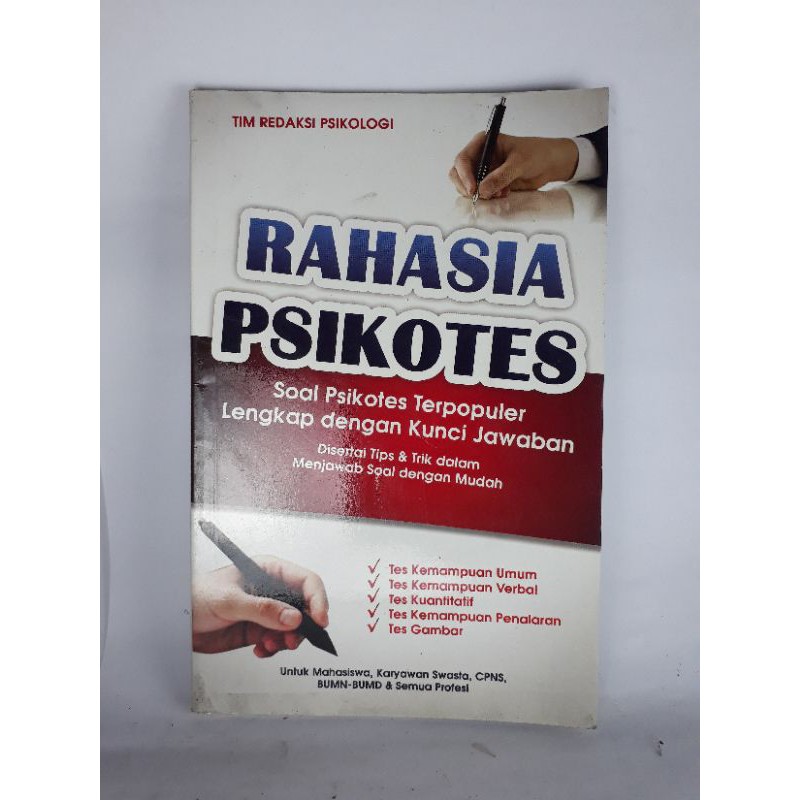 TIM REDAKSI PSIKOLOGI
RAHASIA
PSIKOTES
Soal Psikotes Terpopuler
Lengkap dengan Kunci Jawaban
Disertai Tips & Trik dalam
Menjawab Soal dengan Mudah
✓ Tes Kemampuan Umum
✓ Tes Kemampuan Verbal
✓ Tes Kuantitatif
✓ Tes Kemampuan Penalaran
✓ Tes Gambar
Untuk Mahasiswa, Karyawan Swasta, CPNS,
BUMN-BUMD & Semua Profesi